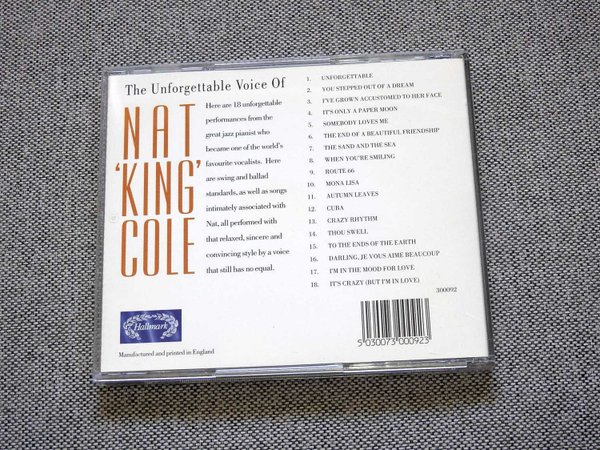 The Unforgettable Voice Of
NAT
'KING'
COLE
Here are 18 unforgettable
performances from the
great jazz pianist who
became one of the world's
favourite vocalists. Here
are swing and ballad
standards, as well as songs
intimately associated with
Nat, all performed with
that relaxed, sincere and
convincing style by a voice
that still has no equal.
1. UNFORGETTABLE
2. YOU STEPPED OUT OF A DREAM
3. I'VE GROWN ACCUSTOMED TO HER FACE
4. IT'S ONLY A PAPER MOON
5. SOMEBODY LOVES ME
6. THE END OF A BEAUTIFUL FRIENDSHIP
7. THE SAND AND THE SEA
8. WHEN YOU'RE SMILING
9. ROUTE 66
10. MONA LISA
11. AUTUMN LEAVES
12. CUBA
13. CRAZY RHYTHM
14. THOU SWELL
15. TO THE ENDS OF THE EARTH
16. DARLING, JE VOUS AIME BEAUCOUP
17. I'M IN THE MOOD FOR LOVE
18. IT'S CRAZY (BUT I'M IN LOVE)
300092
Hallmark
Manufactured and printed in England
5 030073 000923